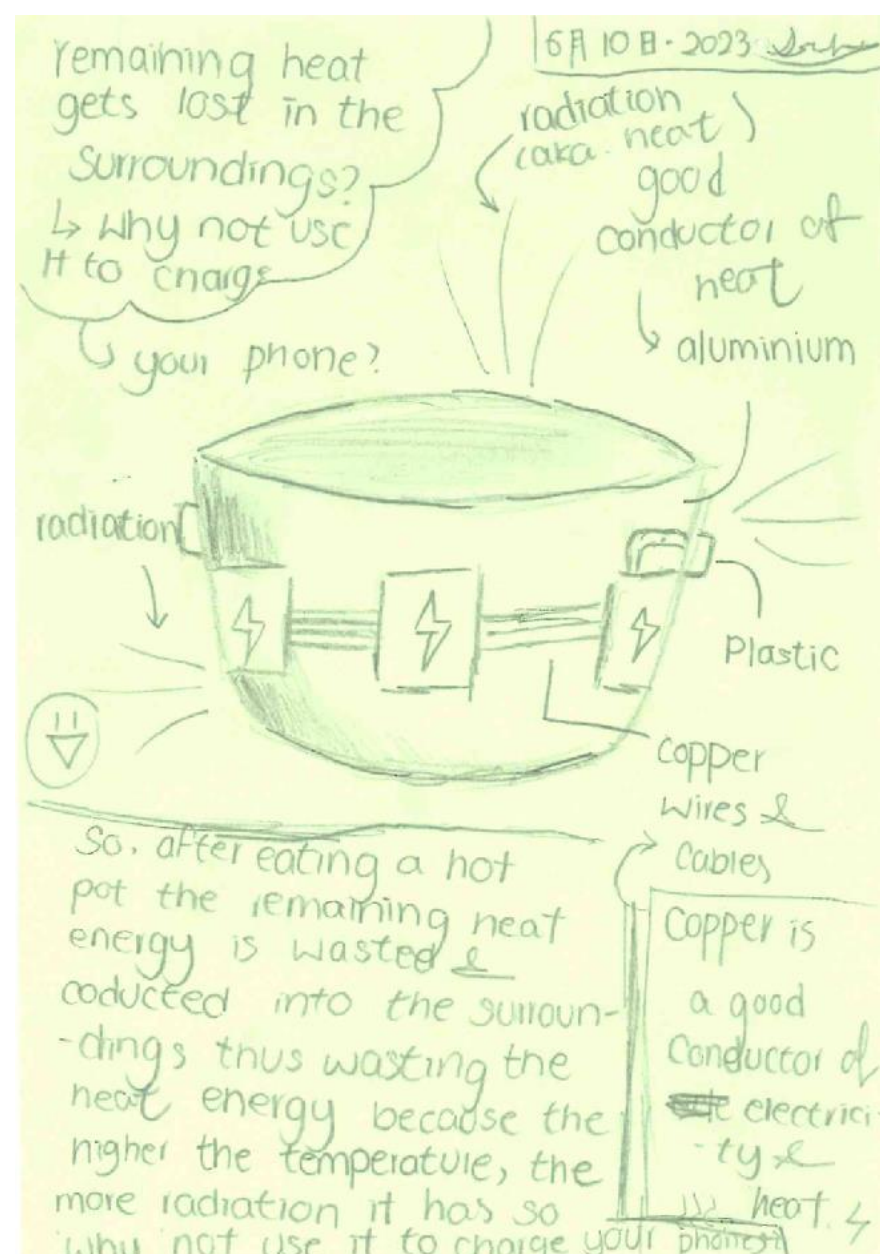 remaining heat
gets lost in the
surroundings?
↳ why not use
it to charge
↳ your phone?
6月10日·2023
radiation
(aka. heat)
good
conductor of
heat
↳ aluminium
radiation
Plastic
copper
wires &
cables
So, after eating a hot
pot the remaining heat
energy is wasted &
coducted into the surroun-
-dings thus wasting the
heat energy because the
higher the temperature, the
more radiation it has so
why not use it to charge your phones?
Copper is
a good
conductor of
electrici-
-ty &
heat.